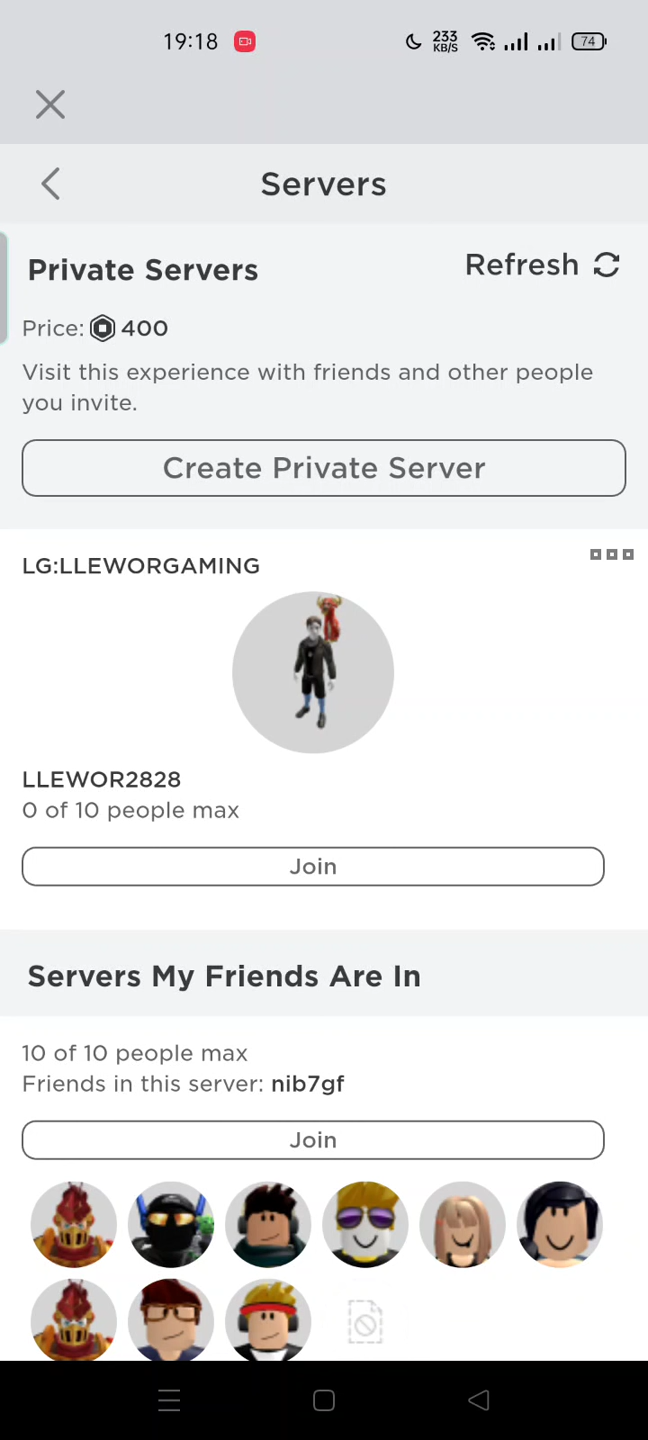 19:18
233
KB/S
74
Servers
Private Servers
Refresh
Price: 400
Visit this experience with friends and other people
you invite.
Create Private Server
LG:LLEWORGAMING
LLEWOR2828
0 of 10 people max
Join
Servers My Friends Are In
10 of 10 people max
Friends in this server: nib7gf
Join